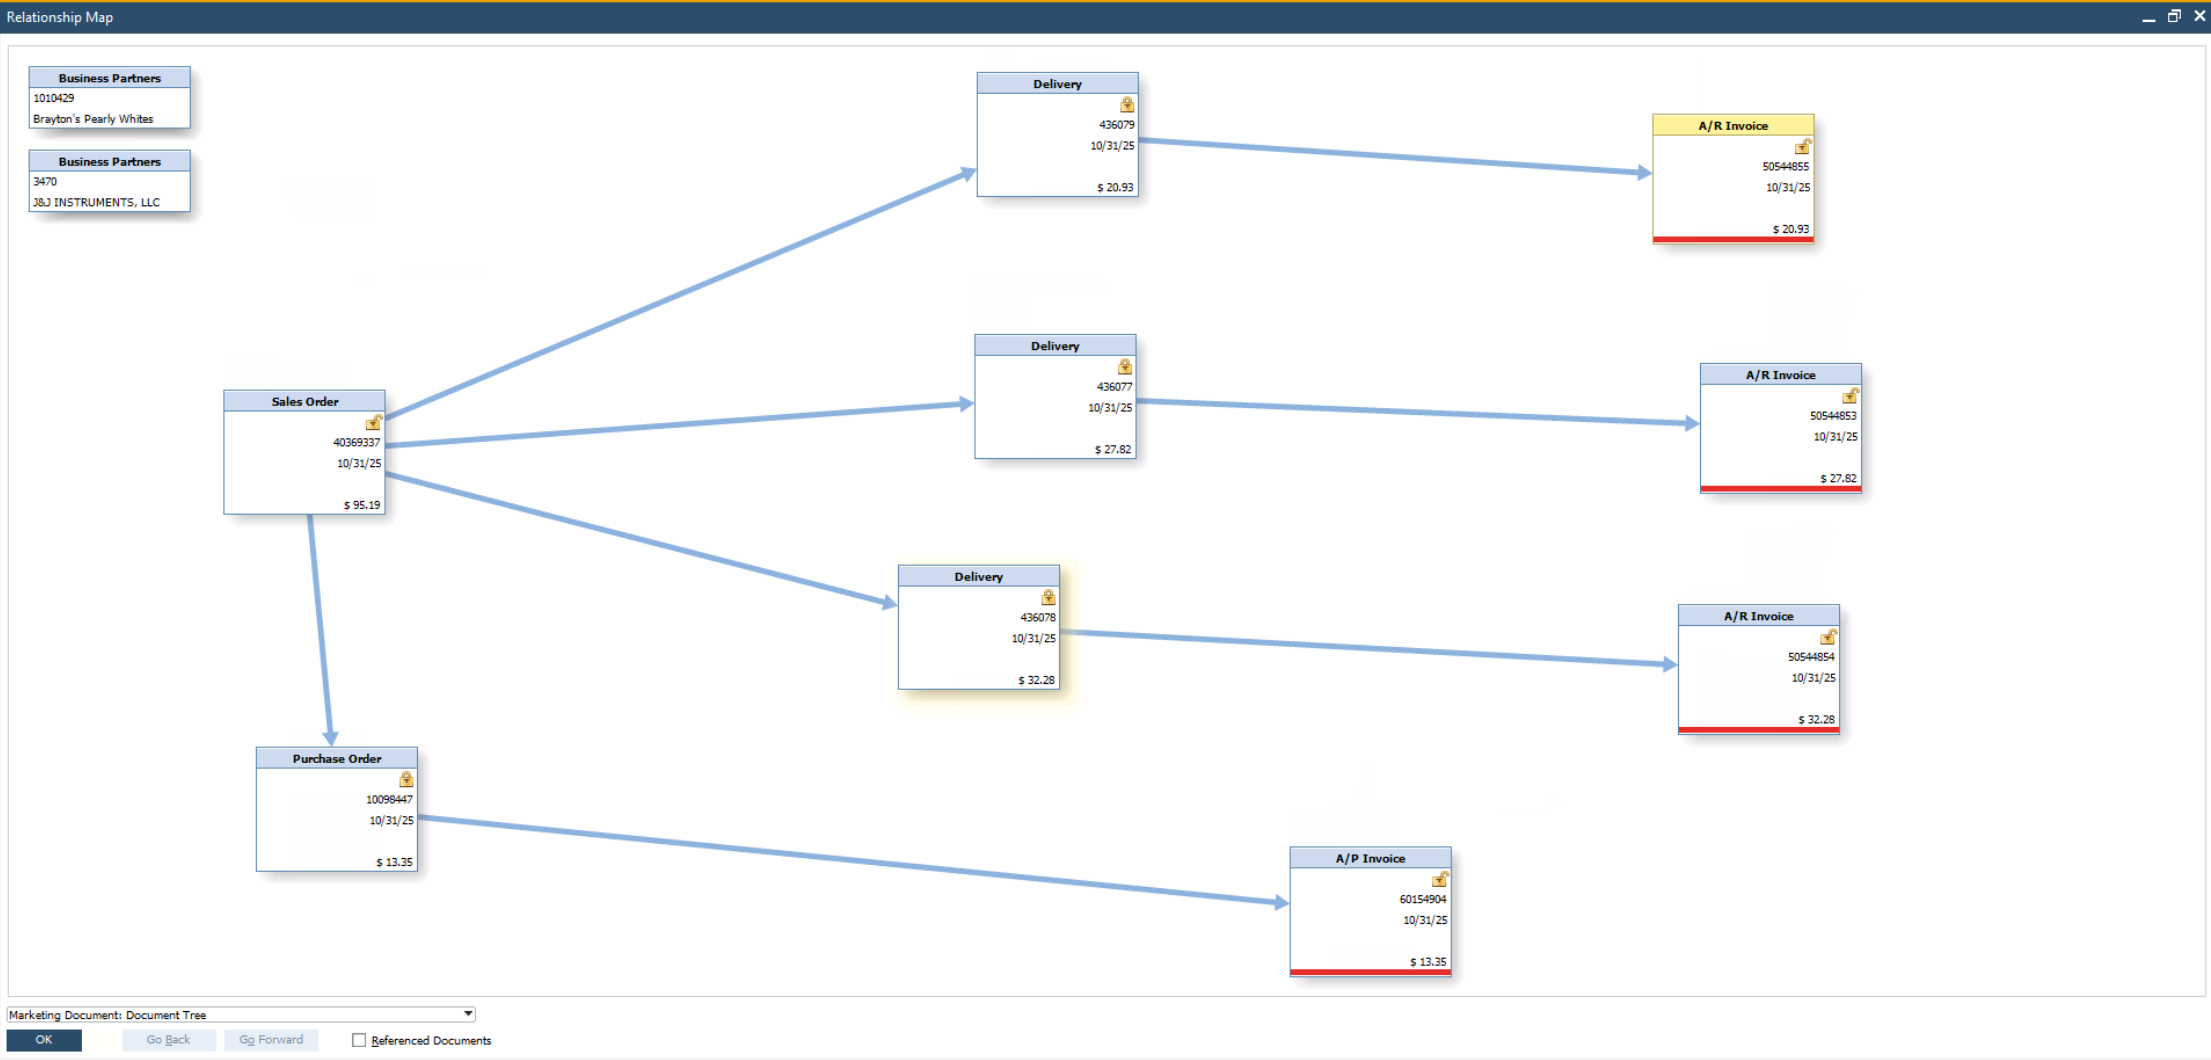 Relationship Map
Business Partners
1010429
Brayton's Pearly Whites
Business Partners
3470
J&J INSTRUMENTS, LLC
Delivery
436079
10/31/25
$ 20.93
A/R Invoice
50544855
10/31/25
$ 20.93
Delivery
436077
10/31/25
$ 27.82
A/R Invoice
50544853
10/31/25
$ 27.82
Sales Order
40369337
10/31/25
$ 95.19
Delivery
436078
10/31/25
$ 32.28
A/R Invoice
50544854
10/31/25
$ 32.28
Purchase Order
10098447
10/31/25
$ 13.35
A/P Invoice
60154904
10/31/25
$ 13.35
Marketing Document: Document Tree
OK
Go Back
Go Forward
Referenced Documents